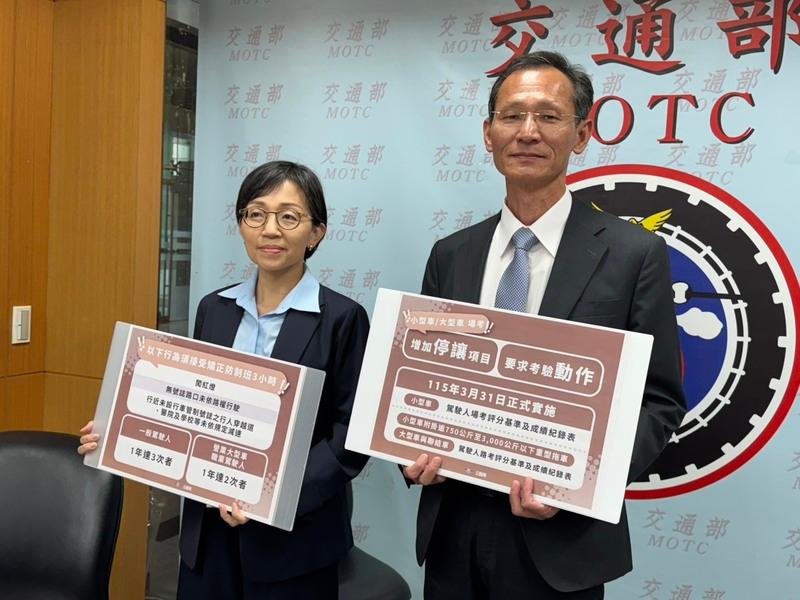 交通部
MOTC
交通部
MOTC
以下行為須接受矯正防制班3小時
闖紅燈
無號誌路口未依路權行駛
行近未設行車管制號誌之行人穿越道
、醫院及學校等未依規定減速
一般駕駛人
1年達3次者
營業大型車
職業駕駛人
1年達2次者
小型車/大型車 場考
增加停讓項目
要求考驗動作
115年3月31日正式實施
小型車 駕駛人場考評分基準及成績紀錄表
小型車附掛逾750公斤至3,000公斤以下重型拖車
大型車與聯結車 駕駛人路考評分基準及成績紀錄表